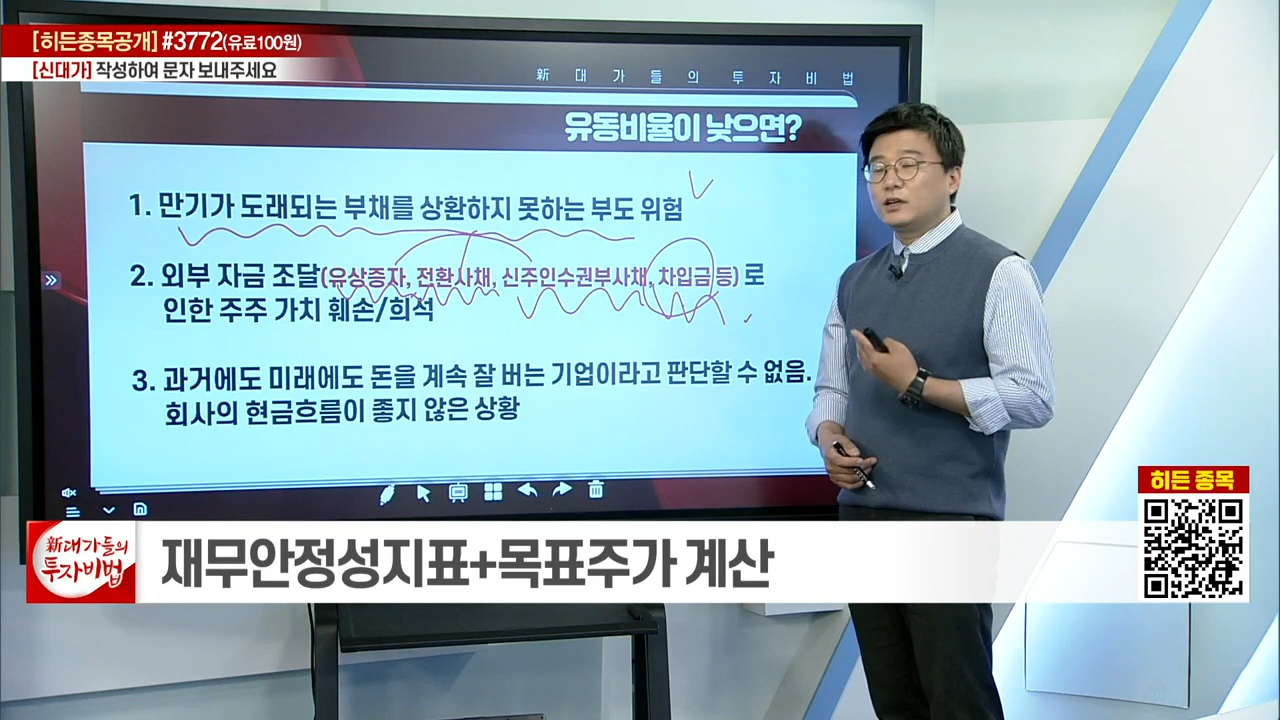 [히든종목공개] #3772(유료100원)
[신대가] 작성하여 문자 보내주세요
新 대 가 들 의 투 자 비 법
유동비율이 낮으면?
1. 만기가 도래되는 부채를 상환하지 못하는 부도 위험
2. 외부 자금 조달(유상증자, 전환사채, 신주인수권부사채, 차입금 등) 로
인한 주주 가치 훼손/희석
3. 과거에도 미래에도 돈을 계속 잘 버는 기업이라고 판단할 수 없음.
회사의 현금흐름이 좋지 않은 상황
히든 종목
新대가들의
투자비법
재무안정성지표+목표주가 계산